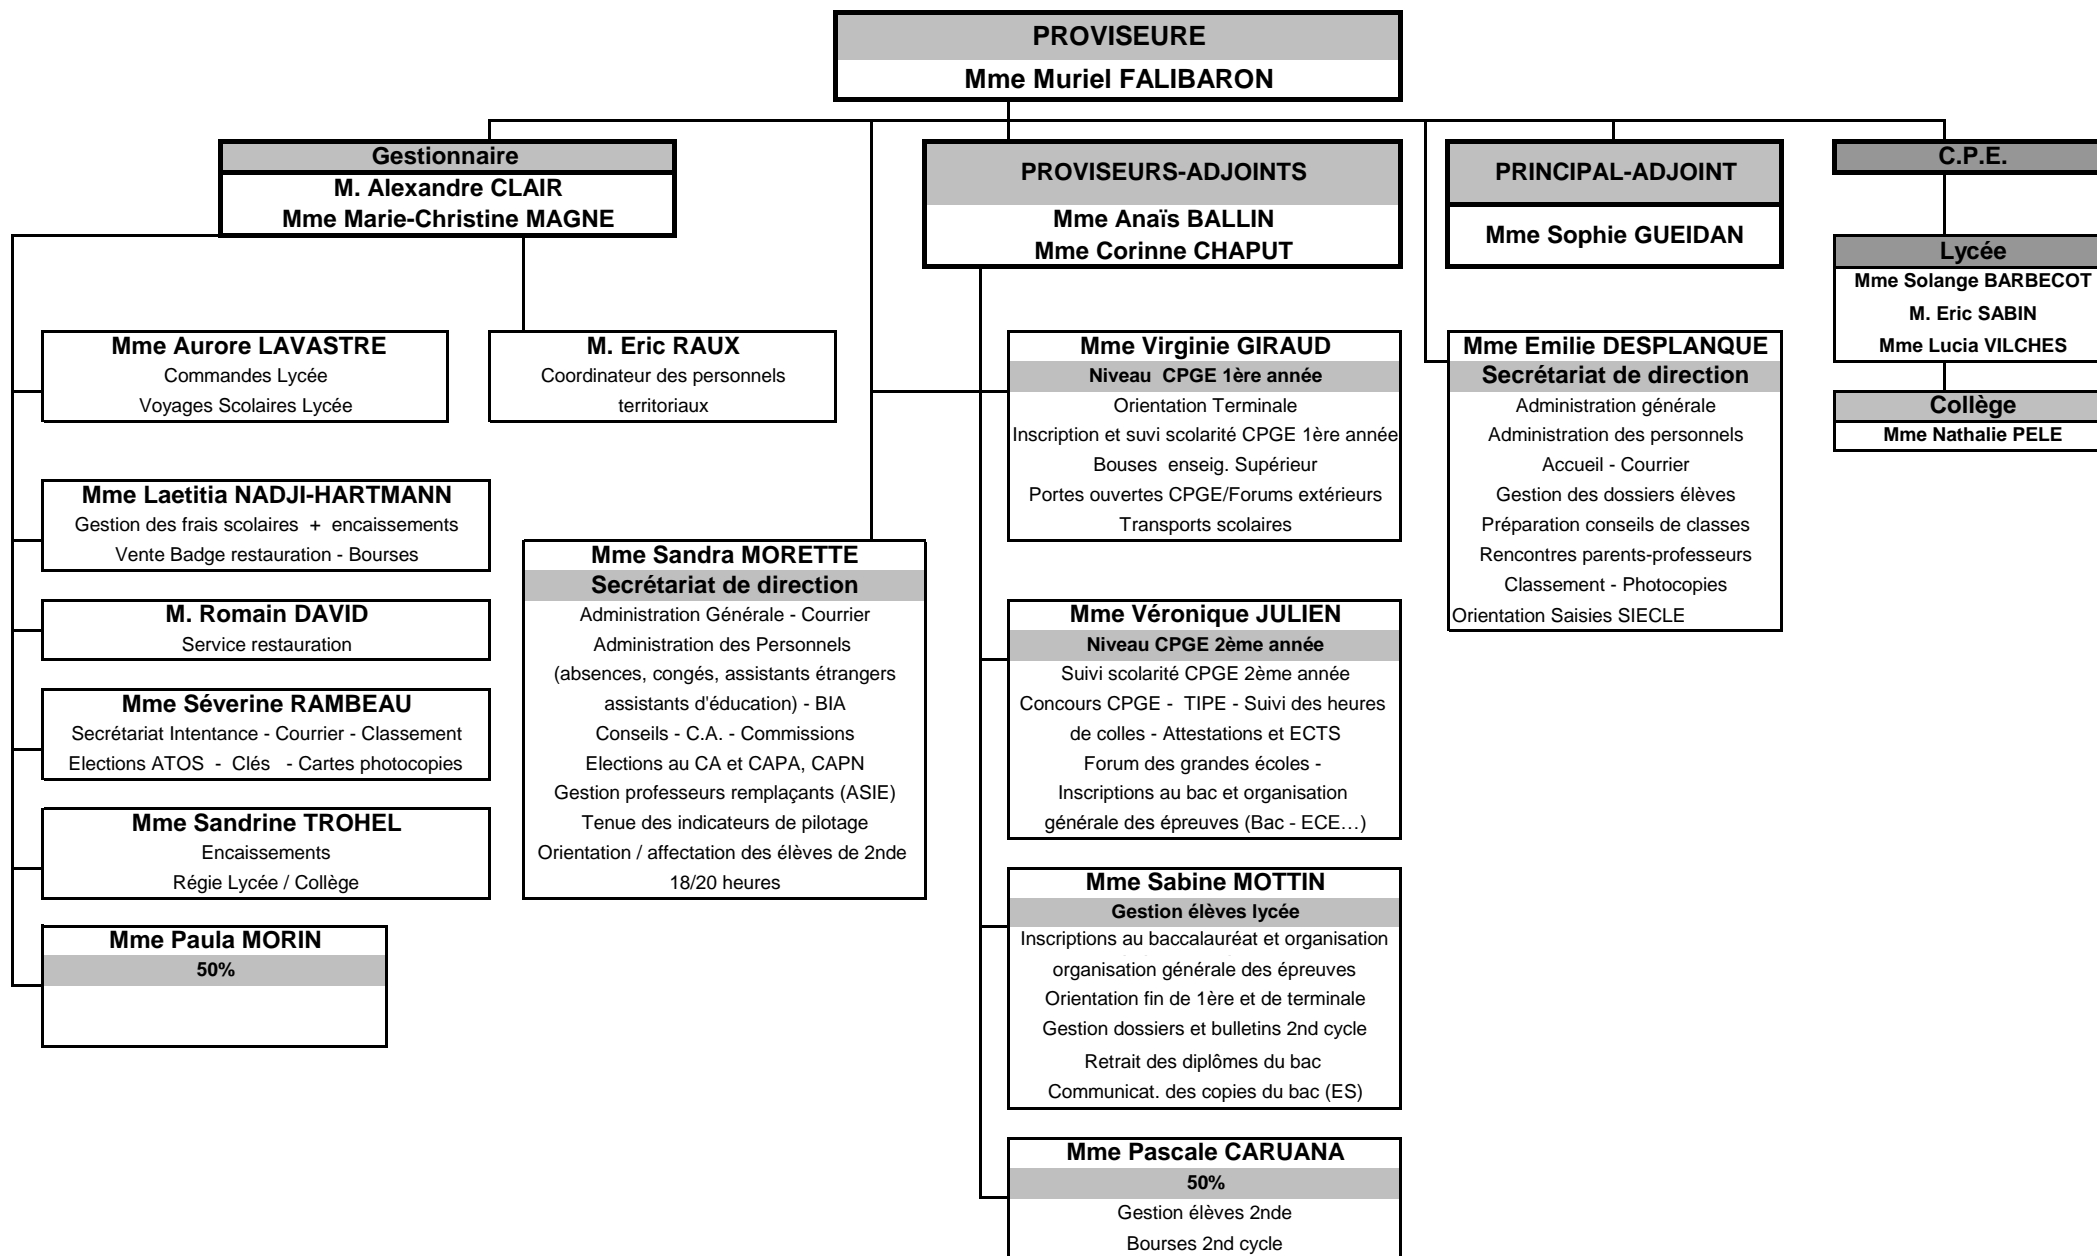 PROVISEURE
Mme Muriel FALIBARON
Gestionnaire
M. Alexandre CLAIR
Mme Marie-Christine MAGNE
PROVISEURS-ADJOINTS
Mme Anaïs BALLIN
Mme Corinne CHAPUT
PRINCIPAL-ADJOINT
Mme Sophie GUEIDAN
C.P.E.
Lycée
Mme Solange BARBECOT
M. Eric SABIN
Mme Lucia VILCHES
Collège
Mme Nathalie PELE
Mme Aurore LAVASTRE
Commandes Lycée
Voyages Scolaires Lycée
M. Eric RAUX
Coordinateur des personnels
territoriaux
Mme Laetitia NADJI-HARTMANN
Gestion des frais scolaires + encaissements
Vente Badge restauration - Bourses
M. Romain DAVID
Service restauration
Mme Séverine RAMBEAU
Secrétariat Intentance - Courrier - Classement
Elections ATOS - Clés - Cartes photocopies
Mme Sandrine TROHEL
Encaissements
Régie Lycée / Collège
Mme Paula MORIN
50%
Mme Sandra MORETTE
Secrétariat de direction
Administration Générale - Courrier
Administration des Personnels
(absences, congés, assistants étrangers
assistants d'éducation) - BIA
Conseils - C.A. - Commissions
Elections au CA et CAPA, CAPN
Gestion professeurs remplaçants (ASIE)
Tenue des indicateurs de pilotage
Orientation / affectation des élèves de 2nde
18/20 heures
Mme Virginie GIRAUD
Niveau CPGE 1ère année
Orientation Terminale
Inscription et suvi scolarité CPGE 1ère année
Bouses enseig. Supérieur
Portes ouvertes CPGE/Forums extérieurs
Transports scolaires
Mme Véronique JULIEN
Niveau CPGE 2ème année
Suivi scolarité CPGE 2ème année
Concours CPGE - TIPE - Suivi des heures
de colles - Attestations et ECTS
Forum des grandes écoles -
Inscriptions au bac et organisation
générale des épreuves (Bac - ECE…)
Mme Sabine MOTTIN
Gestion élèves lycée
Inscriptions au baccalauréat et organisation
organisation générale des épreuves
Orientation fin de 1ère et de terminale
Gestion dossiers et bulletins 2nd cycle
Retrait des diplômes du bac
Communicat. des copies du bac (ES)
Mme Pascale CARUANA
50%
Gestion élèves 2nde
Bourses 2nd cycle
Mme Emilie DESPLANQUE
Secrétariat de direction
Administration générale
Administration des personnels
Accueil - Courrier
Gestion des dossiers élèves
Préparation conseils de classes
Rencontres parents-professeurs
Classement - Photocopies
Orientation Saisies SIECLE